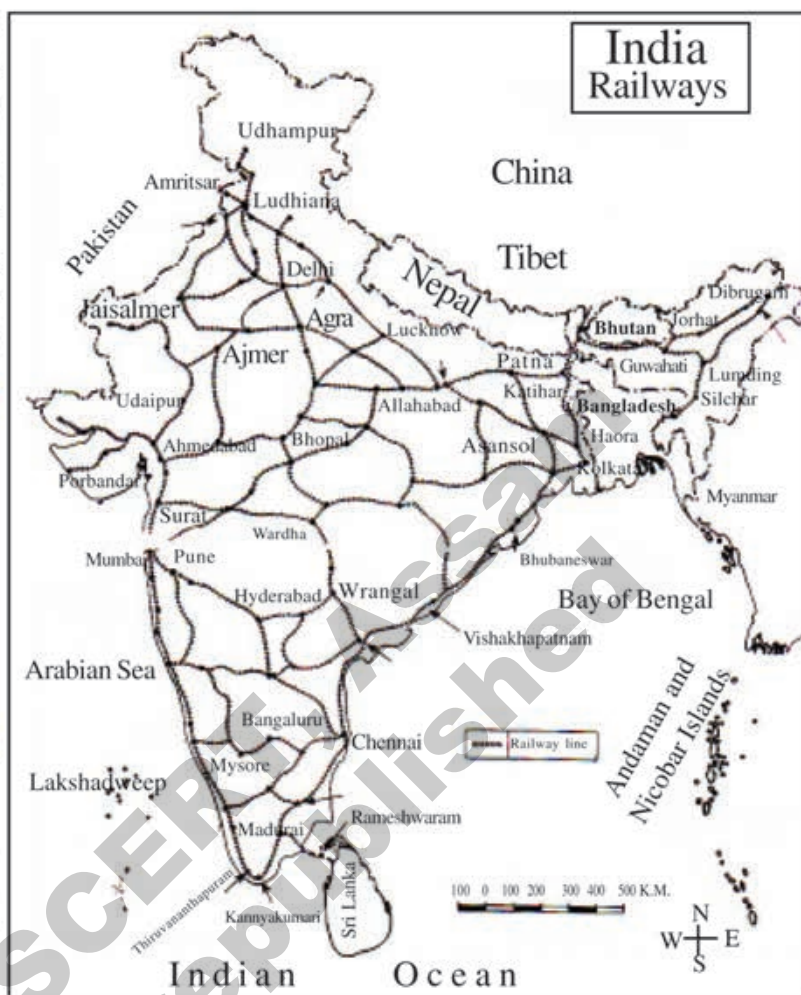 India
Railways
Udhampur
China
Amritsar
Ludhiana
Pakistan
Tibet
Delhi
Nepal
Dibrugarh
Jaisalmer
Agra
Lucknow
Bhutan
Jorhat
Ajmer
Patna
Guwahati
Lumding
Udaipur
Allahabad
Katihar
Bangladesh
Silchar
Ahmedabad
Bhopal
Asansol
Haora
Kolkata
Porbandar
Myanmar
Surat
Wardha
Mumbai
Pune
Bhubaneswar
Hyderabad
Wrangal
Bay of Bengal
Vishakhapatnam
Arabian Sea
Andaman and
Nicobar Islands
Bangaluru
Chennai
Railway line
Mysore
Lakshadweep
Rameshwaram
Madurai
Thiruvananthapuram
Kannyakumari
Sri Lanka
100 0 100 200 300 400 500 K.M.
N
W E
S
Indian Ocean
SCERT, Assam
republished